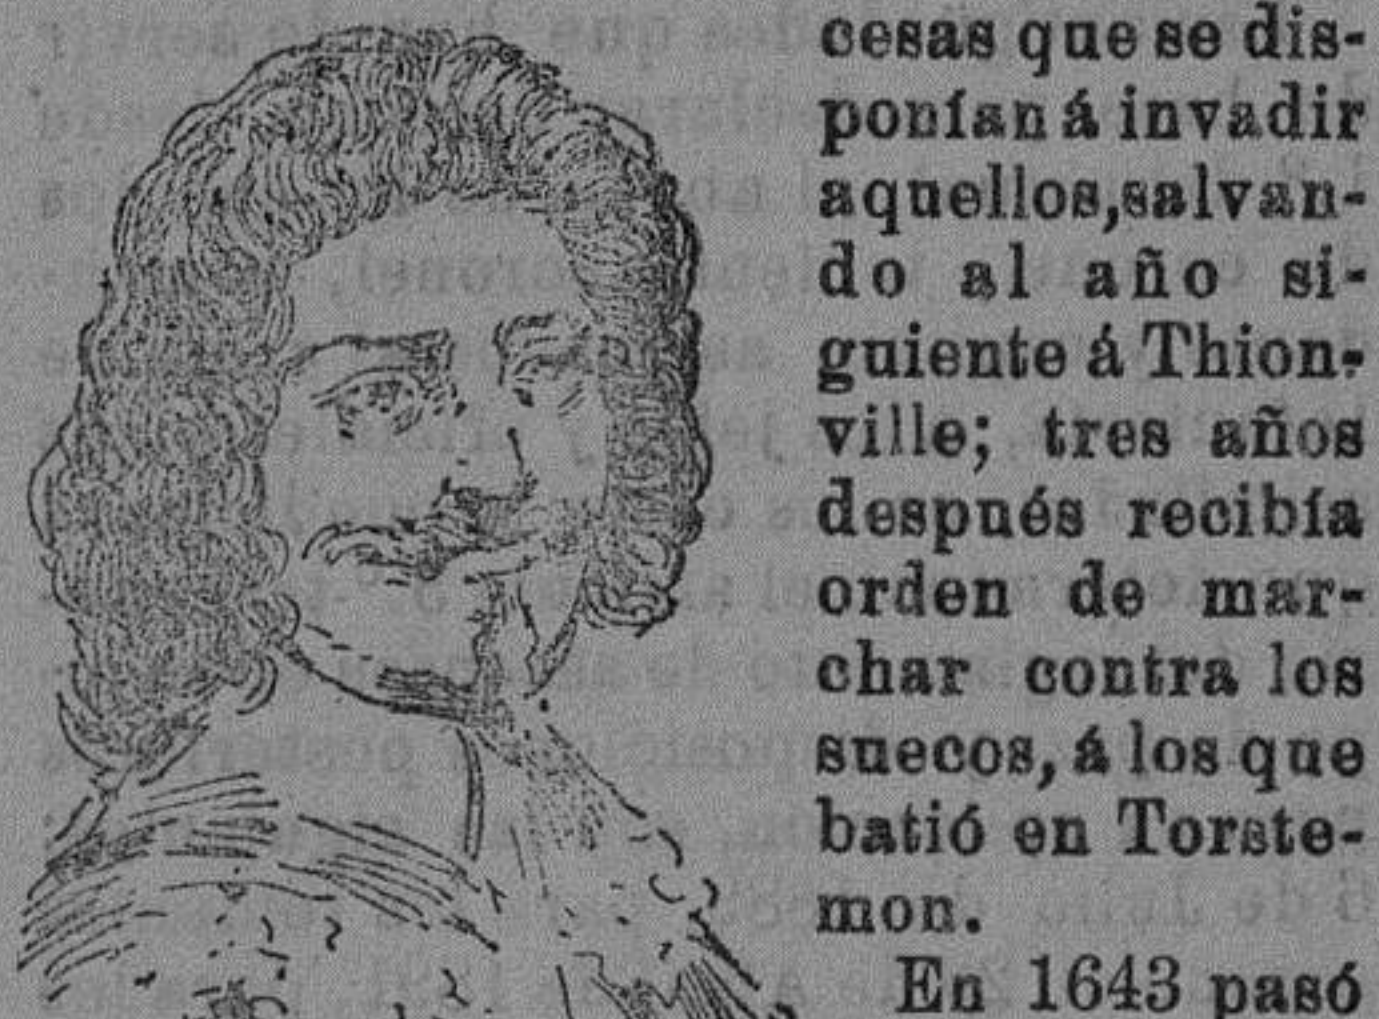 cesas que se dis-
ponían á invadir
aquellos, salvan-
do al año si-
guiente á Thion-
ville; tres años
después recibía
orden de mar-
char contra los
suecos, á los que
batió en Torste-
mon.
En 1643 pasó